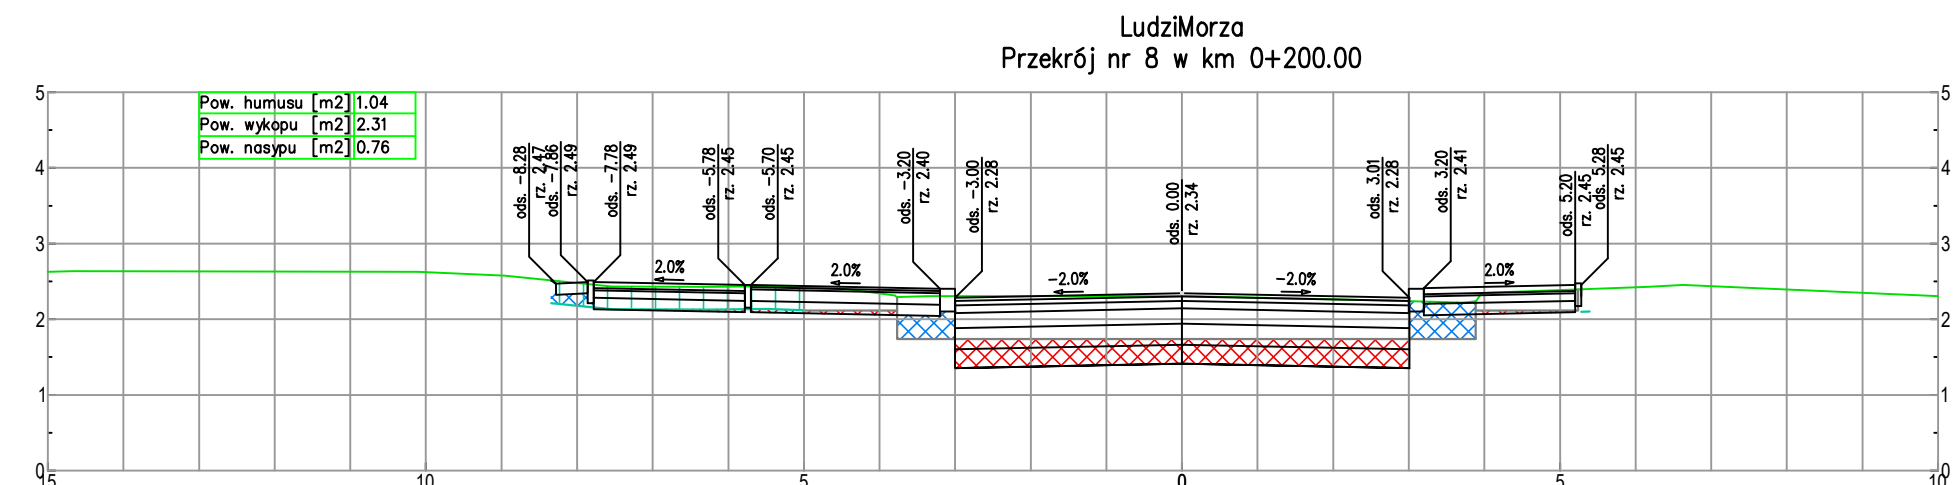 LudziMorza
Przekrój nr 8 w km 0+200.00
5
5
Pow. humusu [m2] 1.04
Pow. wykopu [m2] 2.31
Pow. nasypu [m2] 0.76
4
4
ods. -8.28
rz. 2.47
ods. -7.86
rz. 2.49
ods. -7.78
rz. 2.49
ods. -5.78
rz. 2.45
ods. -5.70
rz. 2.45
ods. -3.20
rz. 2.40
ods. -3.00
rz. 2.28
ods. 0.00
rz. 2.34
ods. 3.01
rz. 2.28
ods. 3.20
rz. 2.41
ods. 5.20
rz. 2.45
ods. 5.28
rz. 2.45
3
3
2.0%
2.0%
-2.0%
-2.0%
2.0%
2
2
1
1
0
0
15
10
5
0
5
10